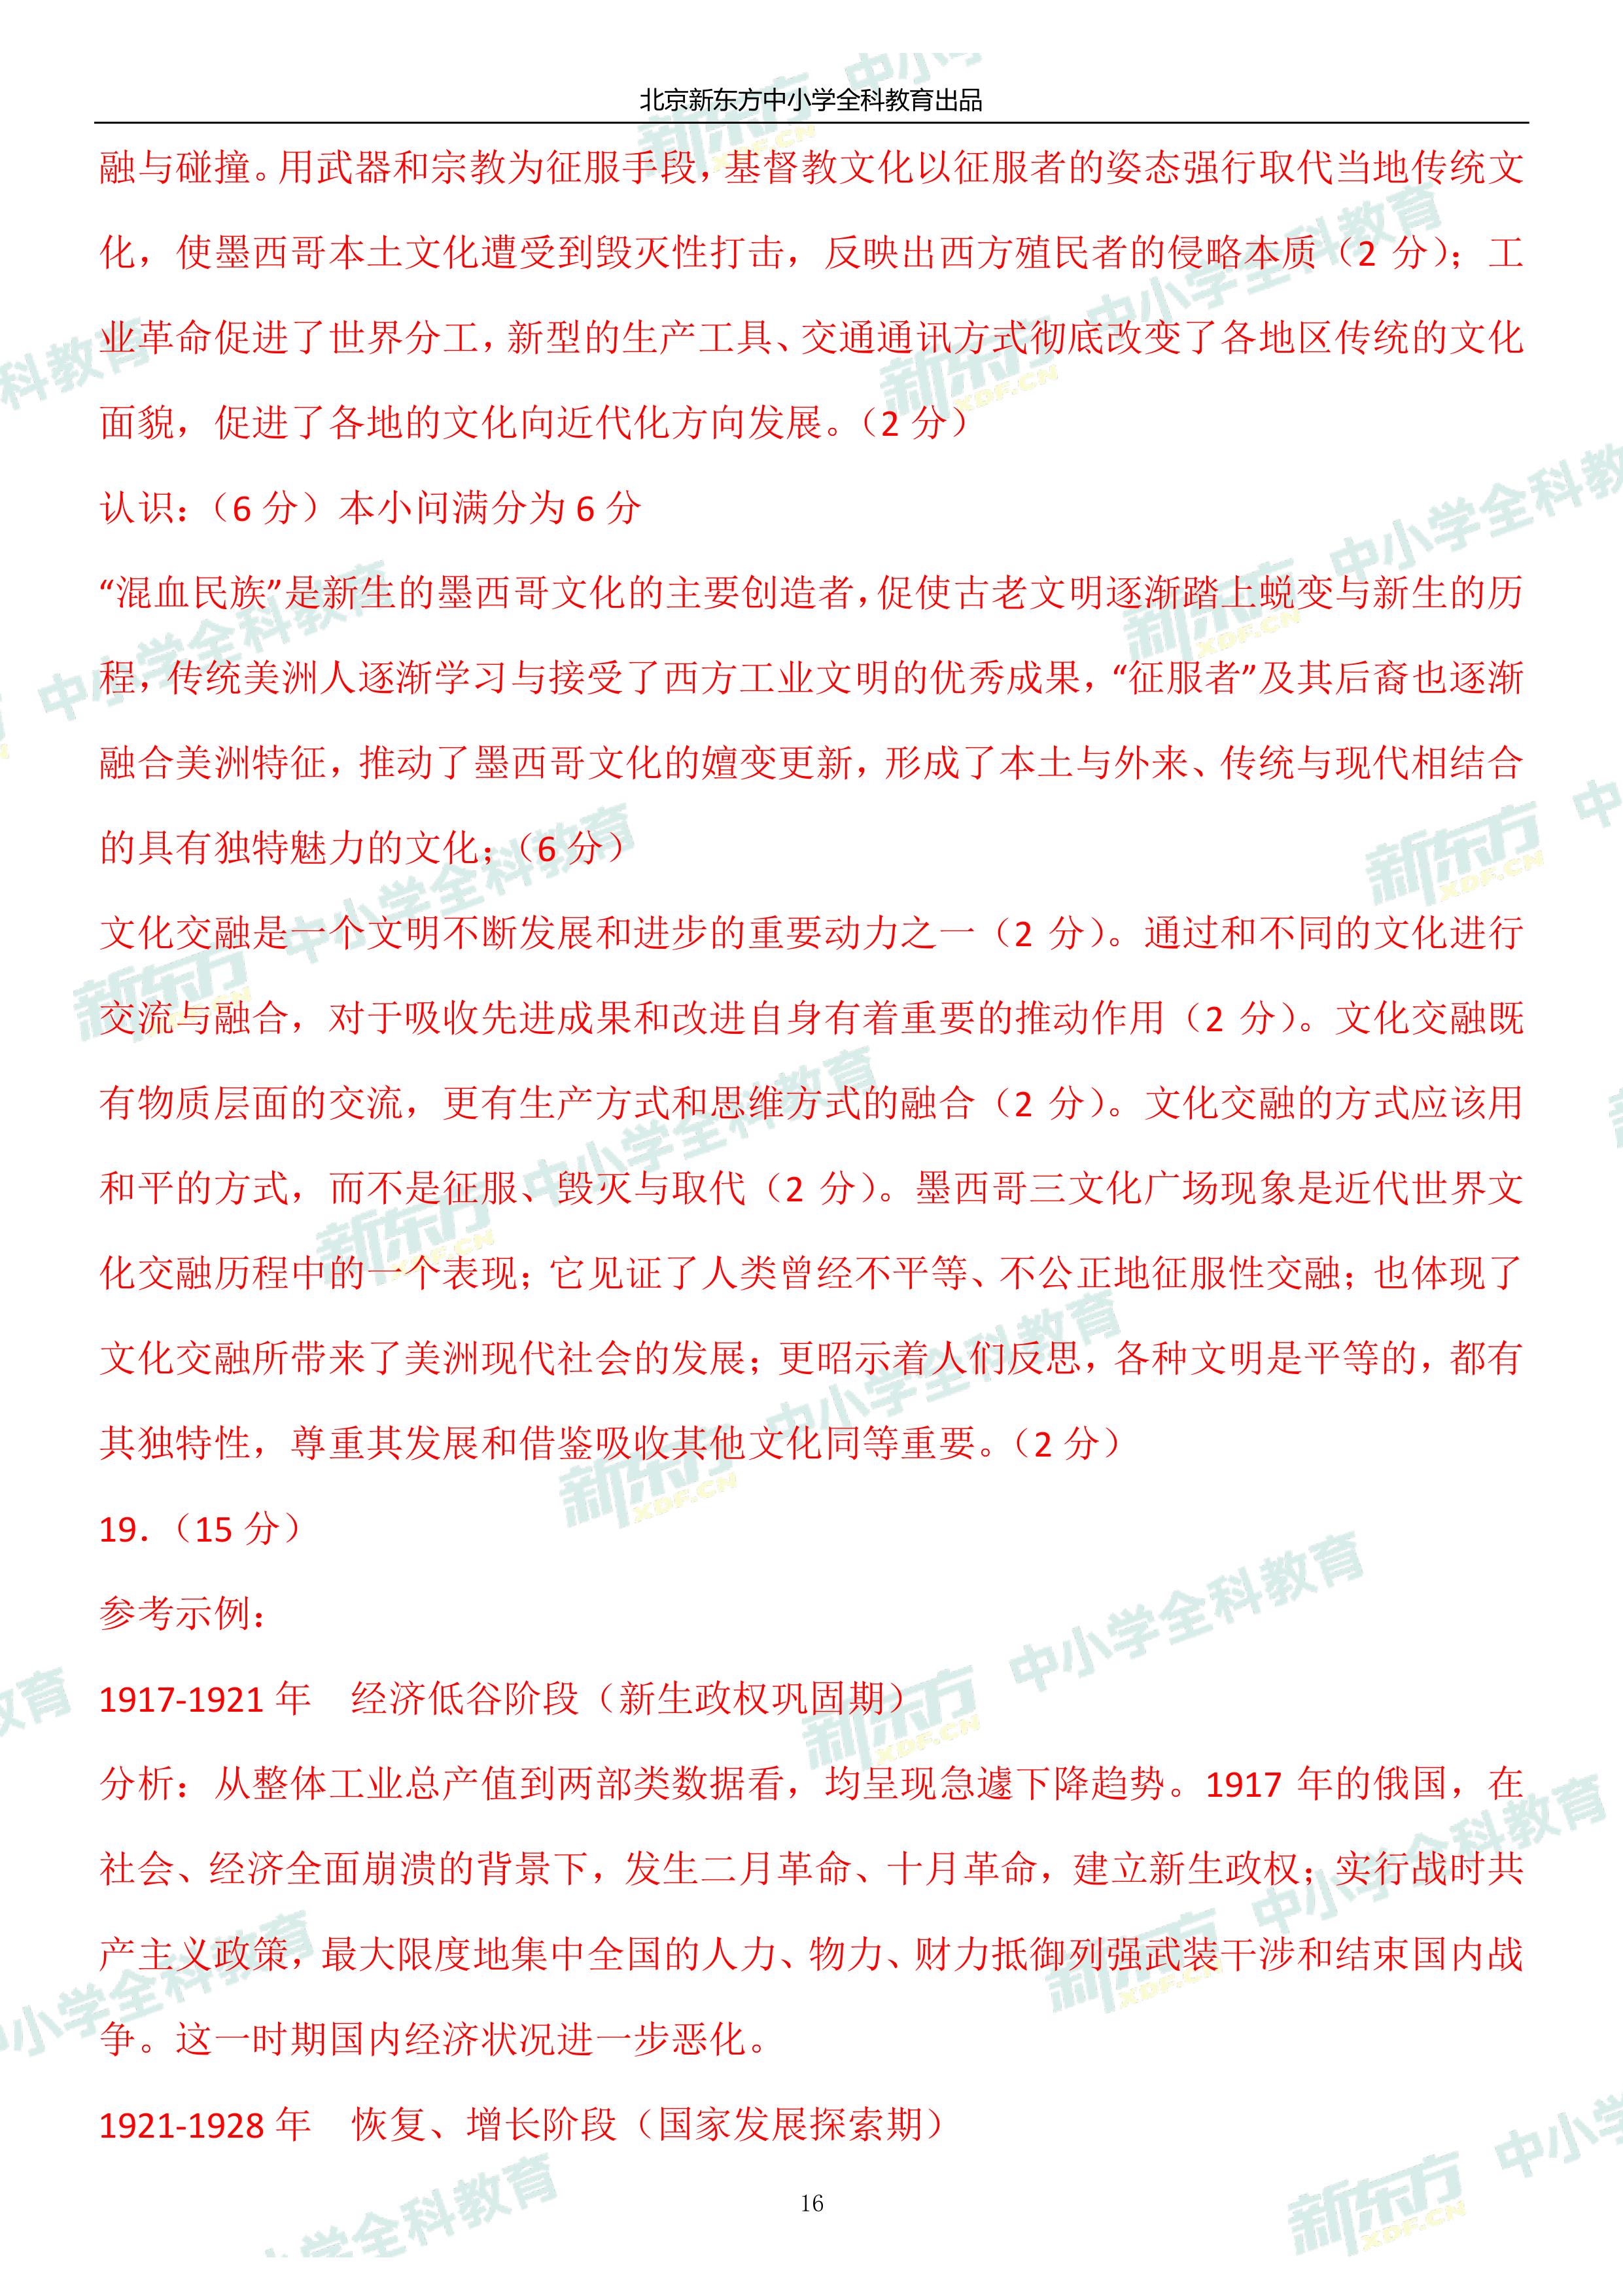 北京新东方中小学全科教育出品
融与碰撞。用武器和宗教为征服手段，基督教文化以征服者的姿态强行取代当地传统文
化，使墨西哥本土文化遭受到毁灭性打击，反映出西方殖民者的侵略本质（2 分）；工
业革命促进了世界分工，新型的生产工具、交通通讯方式彻底改变了各地区传统的文化
面貌，促进了各地的文化向近代化方向发展。（2 分）
认识：（6 分）本小问满分为 6 分
“混血民族”是新生的墨西哥文化的主要创造者，促使古老文明逐渐踏上蜕变与新生的历
程，传统美洲人逐渐学习与接受了西方工业文明的优秀成果，“征服者”及其后裔也逐渐
融合美洲特征，推动了墨西哥文化的嬗变更新，形成了本土与外来、传统与现代相结合
的具有独特魅力的文化；（6 分）
文化交融是一个文明不断发展和进步的重要动力之一（2 分）。通过和不同的文化进行
交流与融合，对于吸收先进成果和改进自身有着重要的推动作用（2 分）。文化交融既
有物质层面的交流，更有生产方式和思维方式的融合（2 分）。文化交融的方式应该用
和平的方式，而不是征服、毁灭与取代（2 分）。墨西哥三文化广场现象是近代世界文
化交融历程中的一个表现；它见证了人类曾经不平等、不公正地征服性交融；也体现了
文化交融所带来了美洲现代社会的发展；更昭示着人们反思，各种文明是平等的，都有
其独特性，尊重其发展和借鉴吸收其他文化同等重要。（2 分）
19．（15 分）
参考示例：
1917-1921 年　经济低谷阶段（新生政权巩固期）
分析：从整体工业总产值到两部类数据看，均呈现急遽下降趋势。1917 年的俄国，在
社会、经济全面崩溃的背景下，发生二月革命、十月革命，建立新生政权；实行战时共
产主义政策，最大限度地集中全国的人力、物力、财力抵御列强武装干涉和结束国内战
争。这一时期国内经济状况进一步恶化。
1921-1928 年　恢复、增长阶段（国家发展探索期）
16